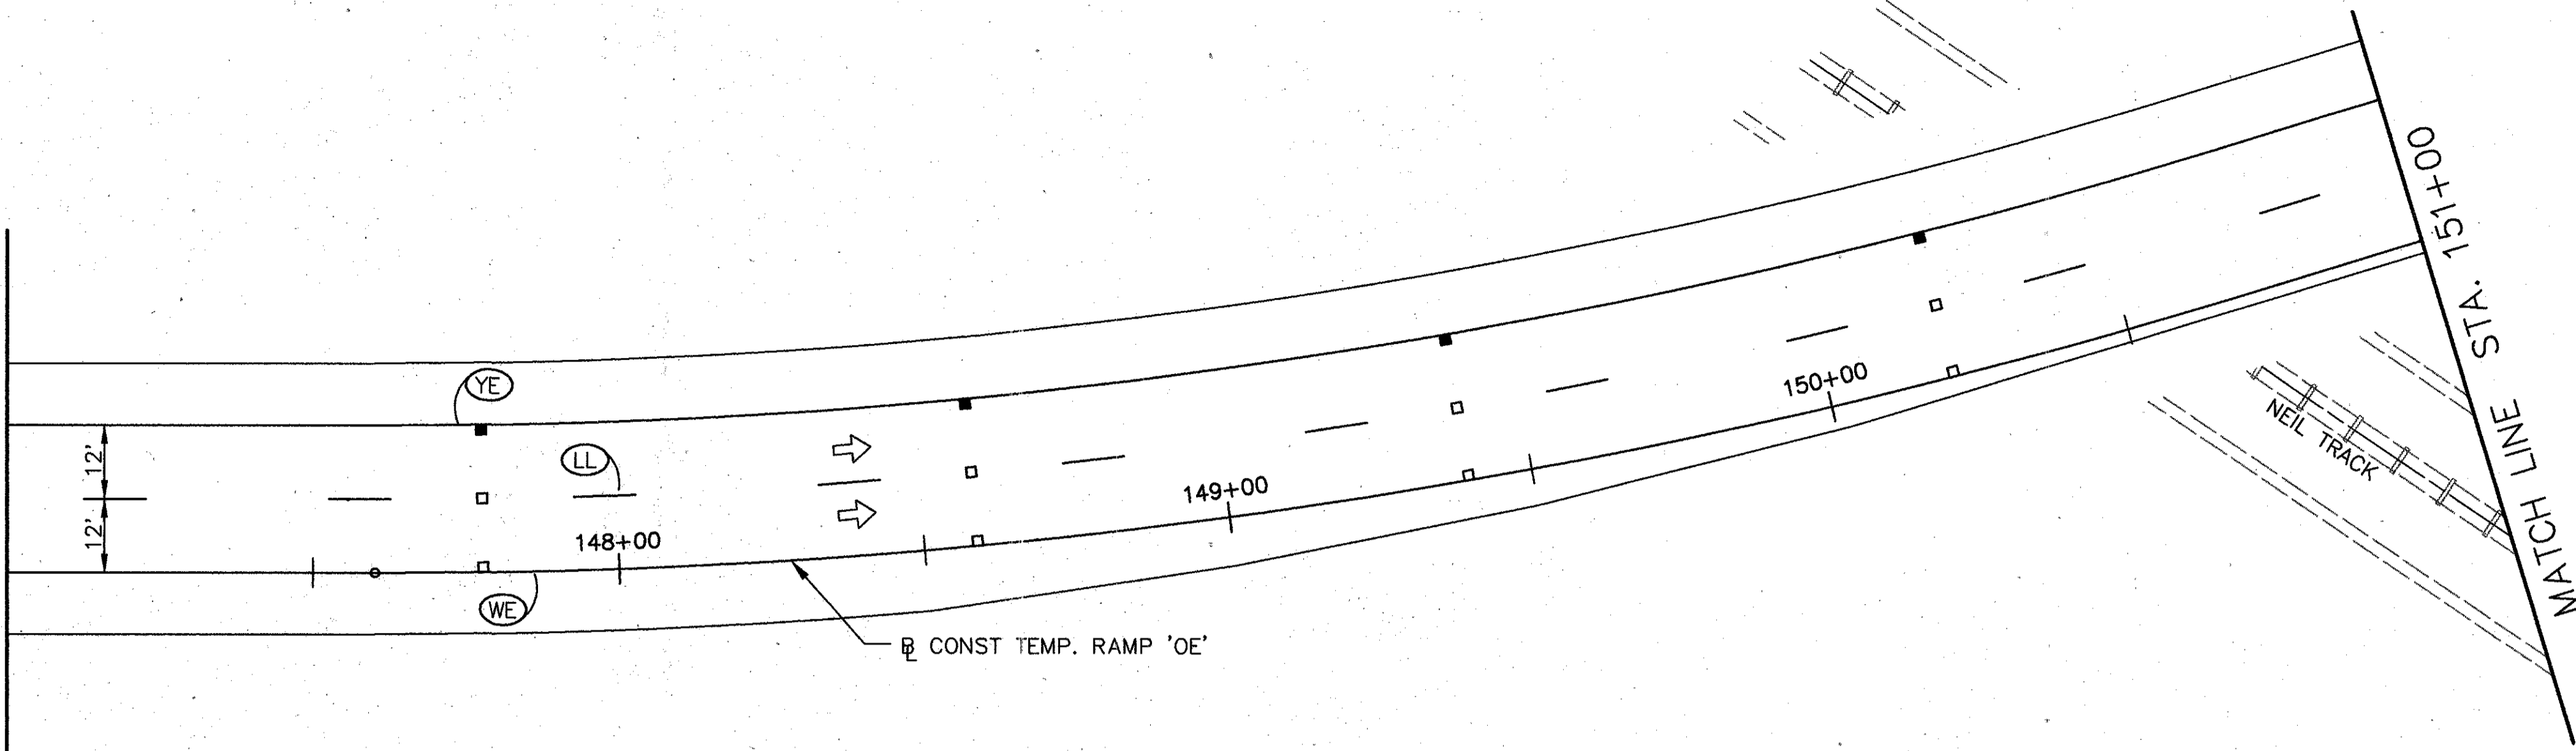 YE
12'
LL
12'
148+00
149+00
150+00
WE
BL CONST TEMP. RAMP 'OE'
NEIL TRACK
MATCH LINE STA. 151+00